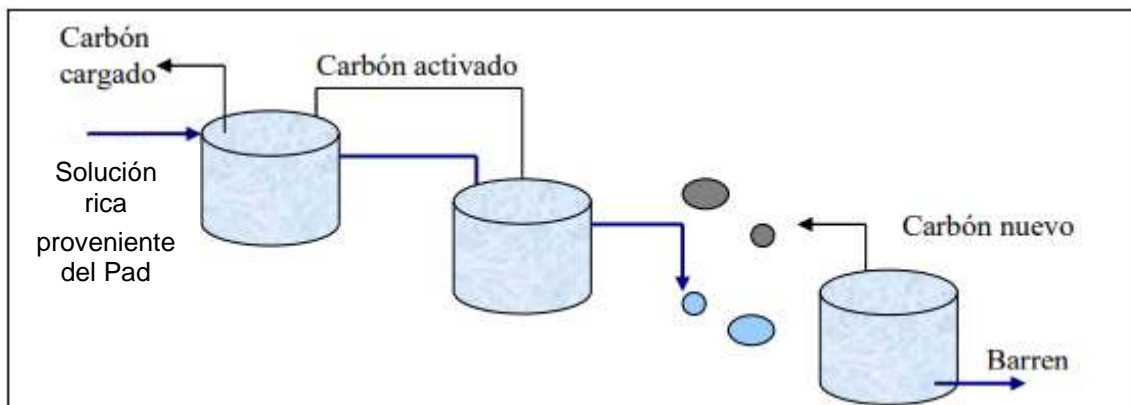 Carbón
cargado
Carbón activado
Solución
rica
proveniente
del Pad
Carbón nuevo
Barren